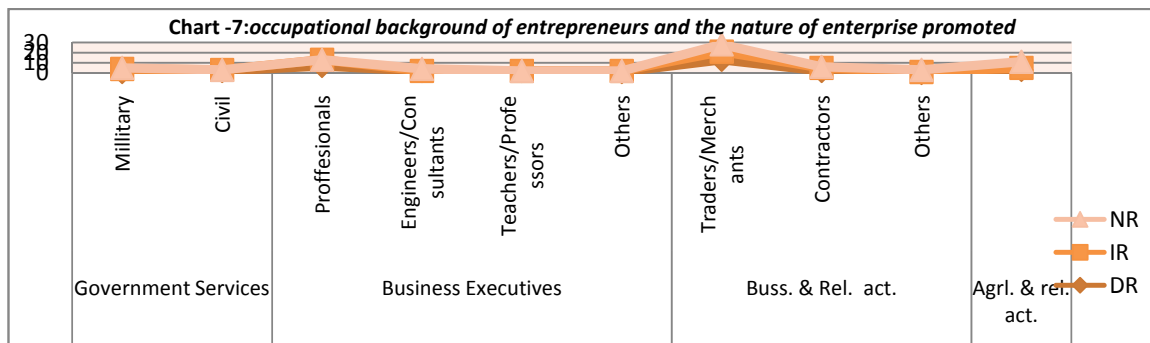 Chart -7:occupational background of entrepreneurs and the nature of enterprise promoted
30
20
10
0
Millitary
Civil
Proffesionals
Engineers/Con
sultants
Teachers/Profe
ssors
Others
Traders/Merch
ants
Contractors
Others
Government Services
Business Executives
Buss. & Rel. act.
Agrl. & rel.
act.
NR
IR
DR